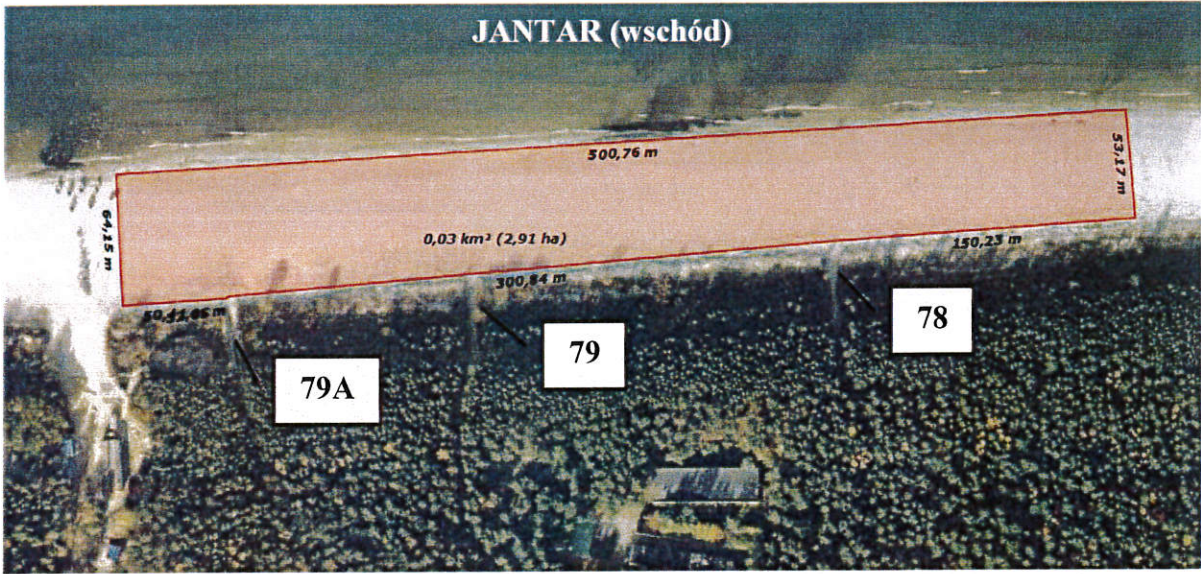 JANTAR (wschód)
500,76 m
53,17 m
64,15 m
0,03 km² (2,91 ha)
150,23 m
300,84 m
78
79
79A